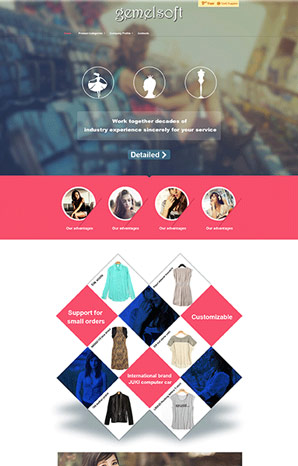 gemelsoft
Home Product categories Company Profile Contacts
Work together decades of
industry experience sincerely for your service
Detailed >
Our advantages Our advantages Our advantages Our advantages
Support for
small orders
Customizable
International brand
JUKI computer car